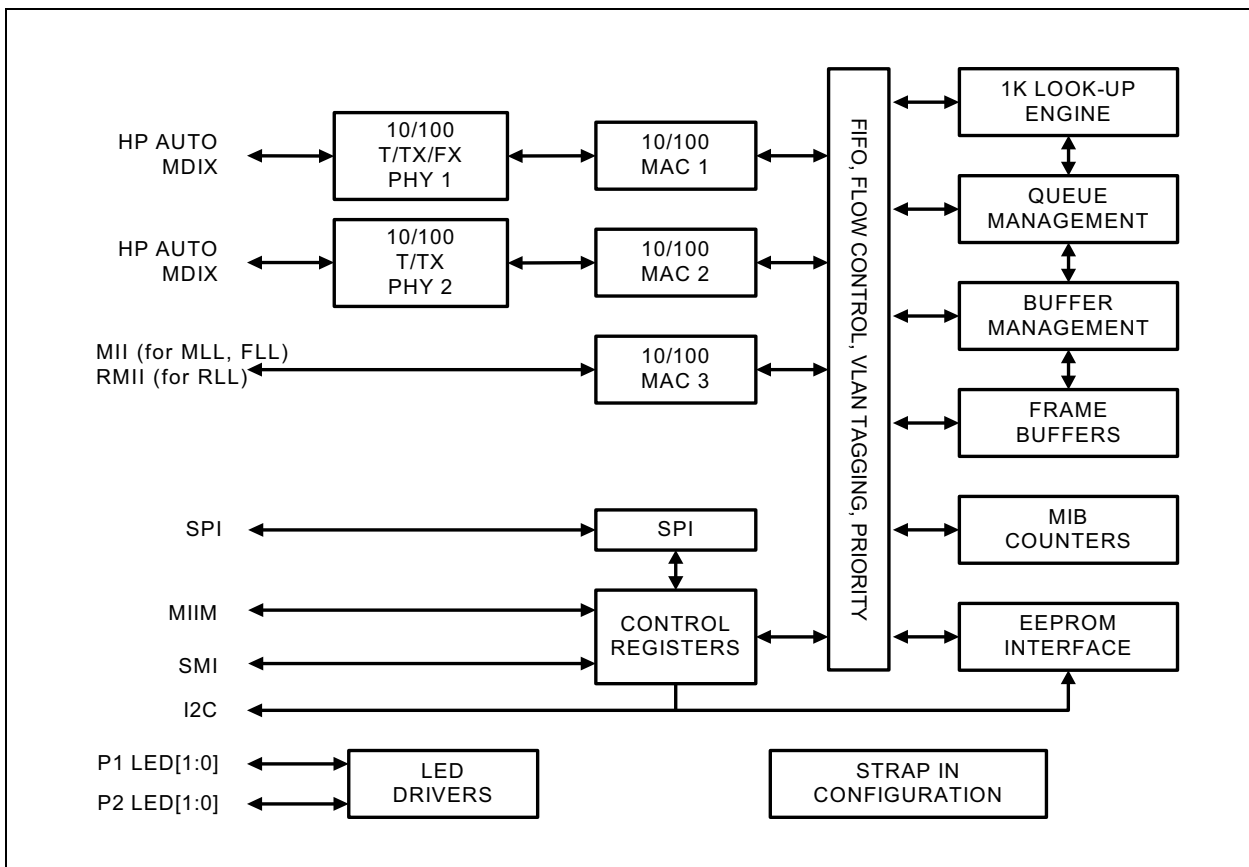 HP AUTO
MDIX
10/100
T/TX/FX
PHY 1
10/100
MAC 1
HP AUTO
MDIX
10/100
T/TX
PHY 2
10/100
MAC 2
MII (for MLL, FLL)
RMII (for RLL)
10/100
MAC 3
SPI
SPI
MIIM
SMI
CONTROL
REGISTERS
I2C
P1 LED[1:0]
P2 LED[1:0]
LED
DRIVERS
FIFO, FLOW CONTROL, VLAN TAGGING, PRIORITY
1K LOOK-UP
ENGINE
QUEUE
MANAGEMENT
BUFFER
MANAGEMENT
FRAME
BUFFERS
MIB
COUNTERS
EEPROM
INTERFACE
STRAP IN
CONFIGURATION